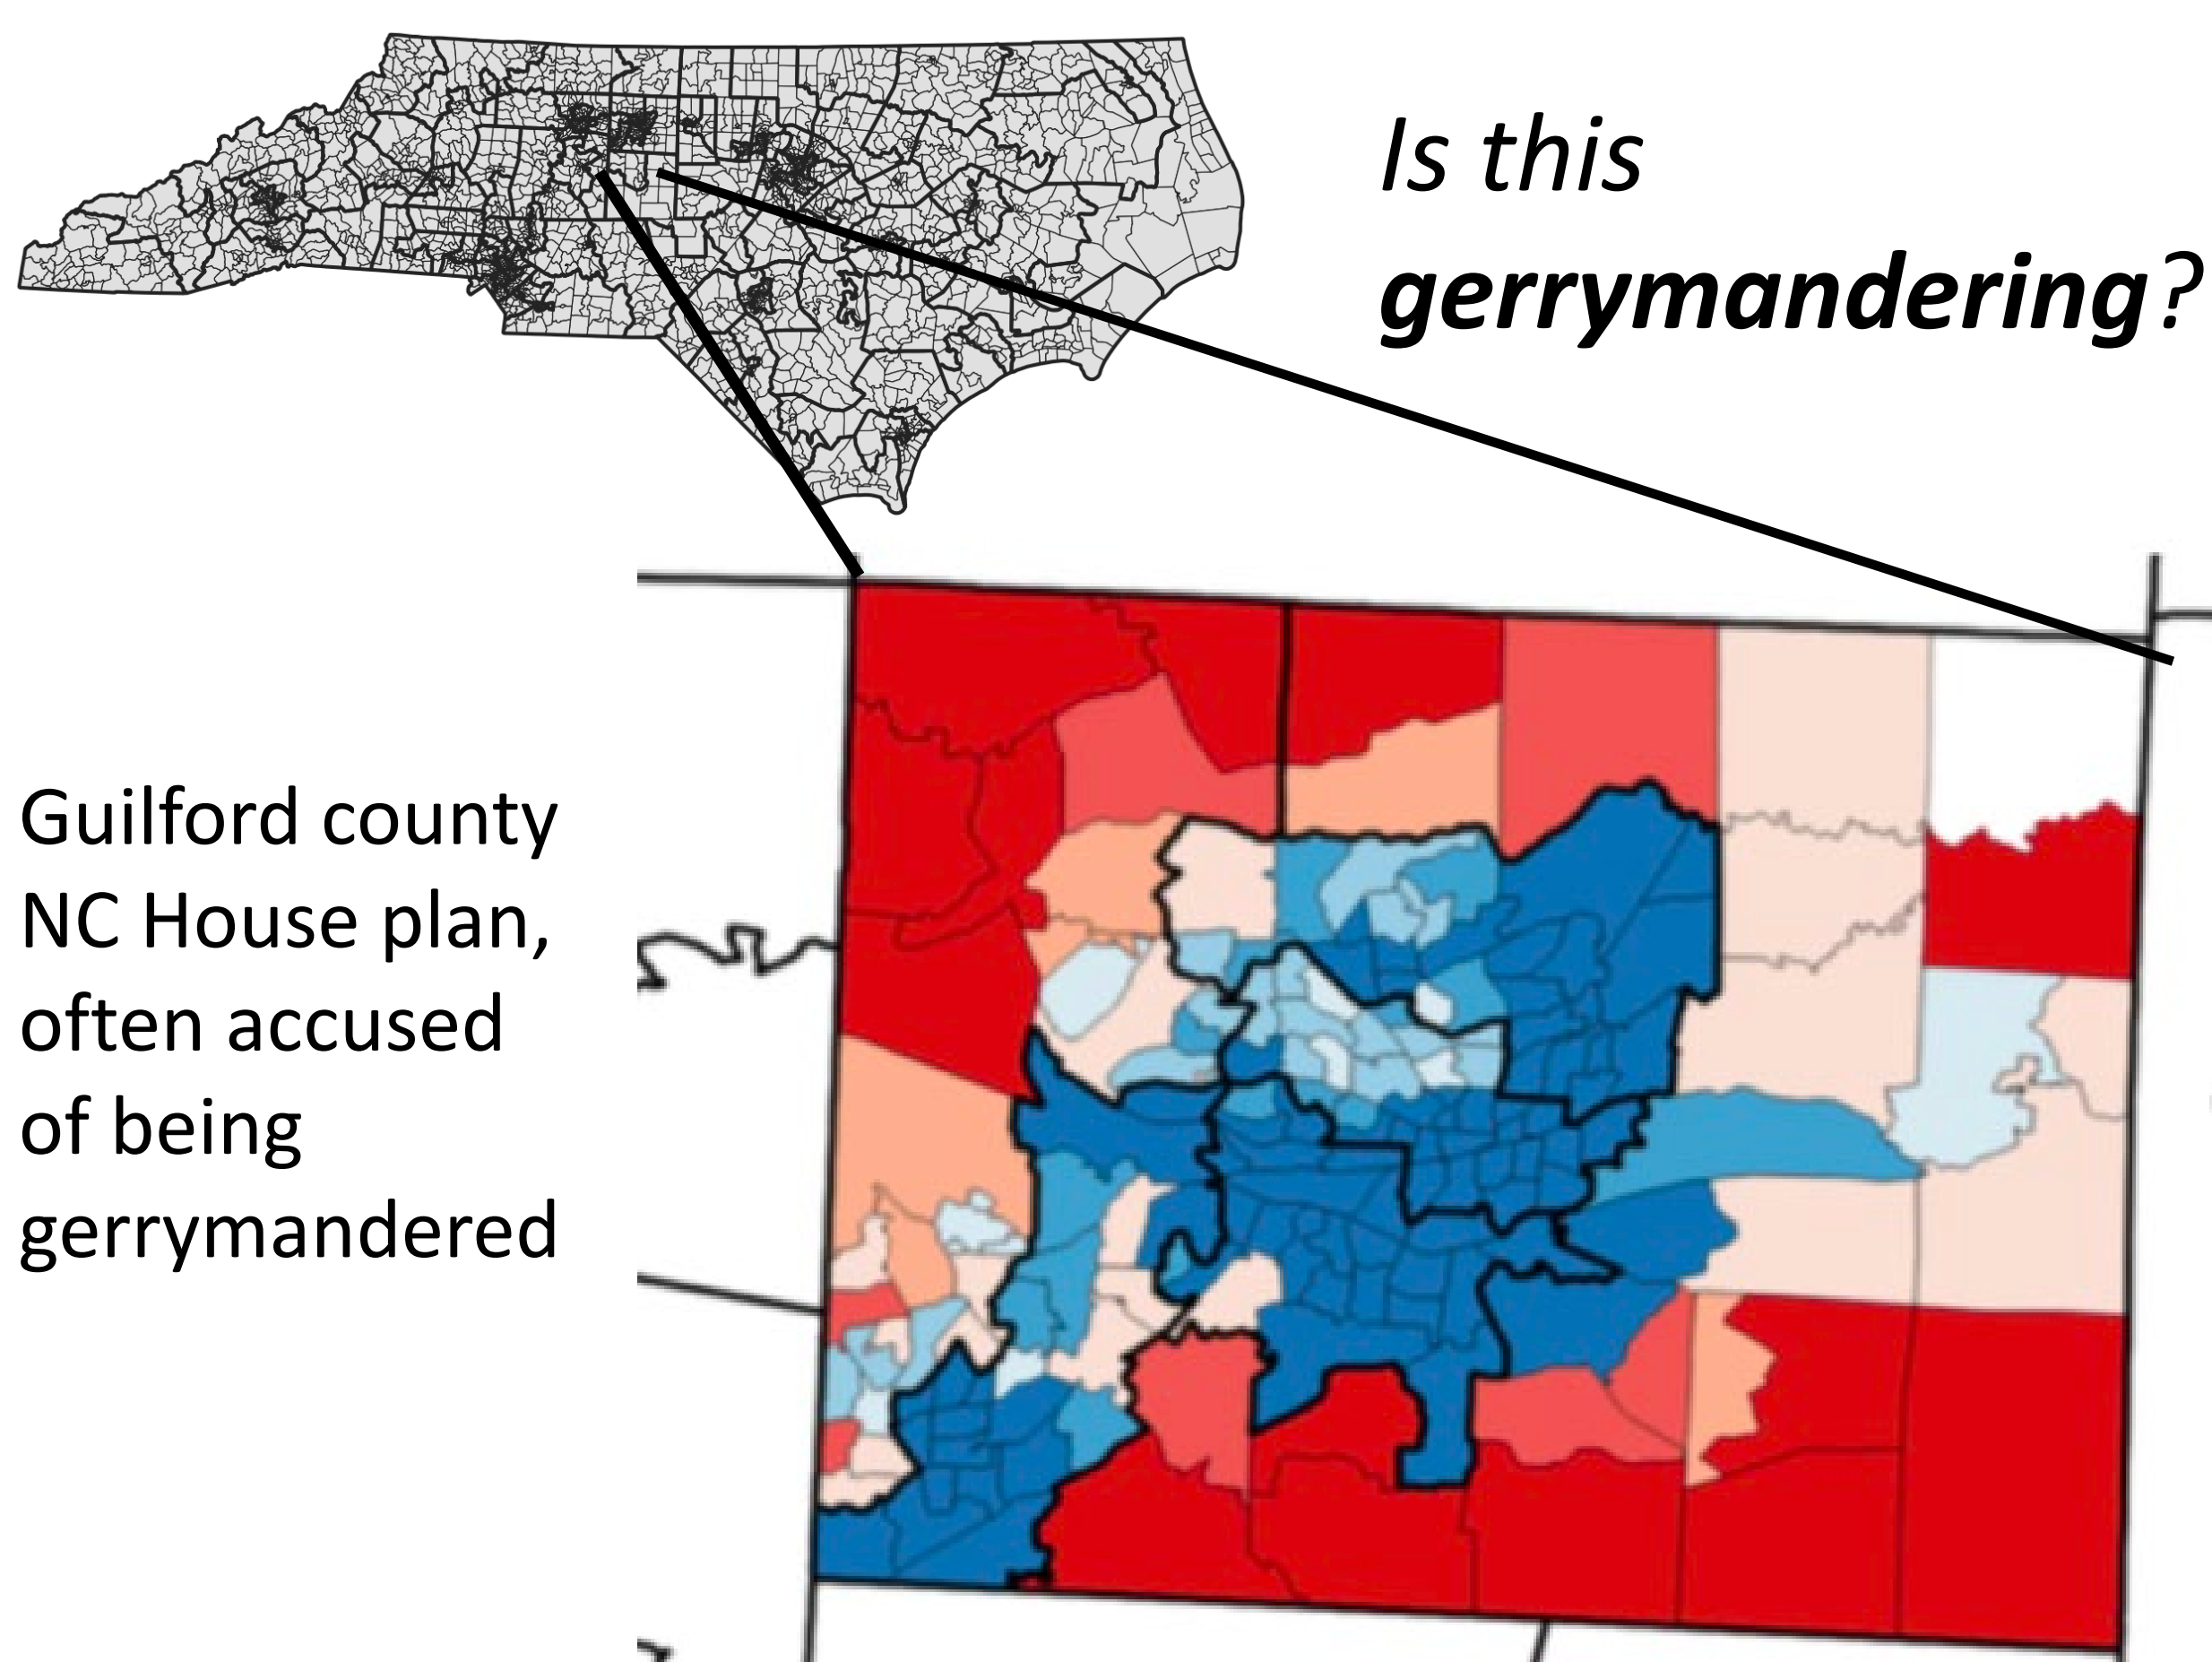 Is this
gerrymandering?
Guilford county
NC House plan,
often accused
of being
gerrymandered